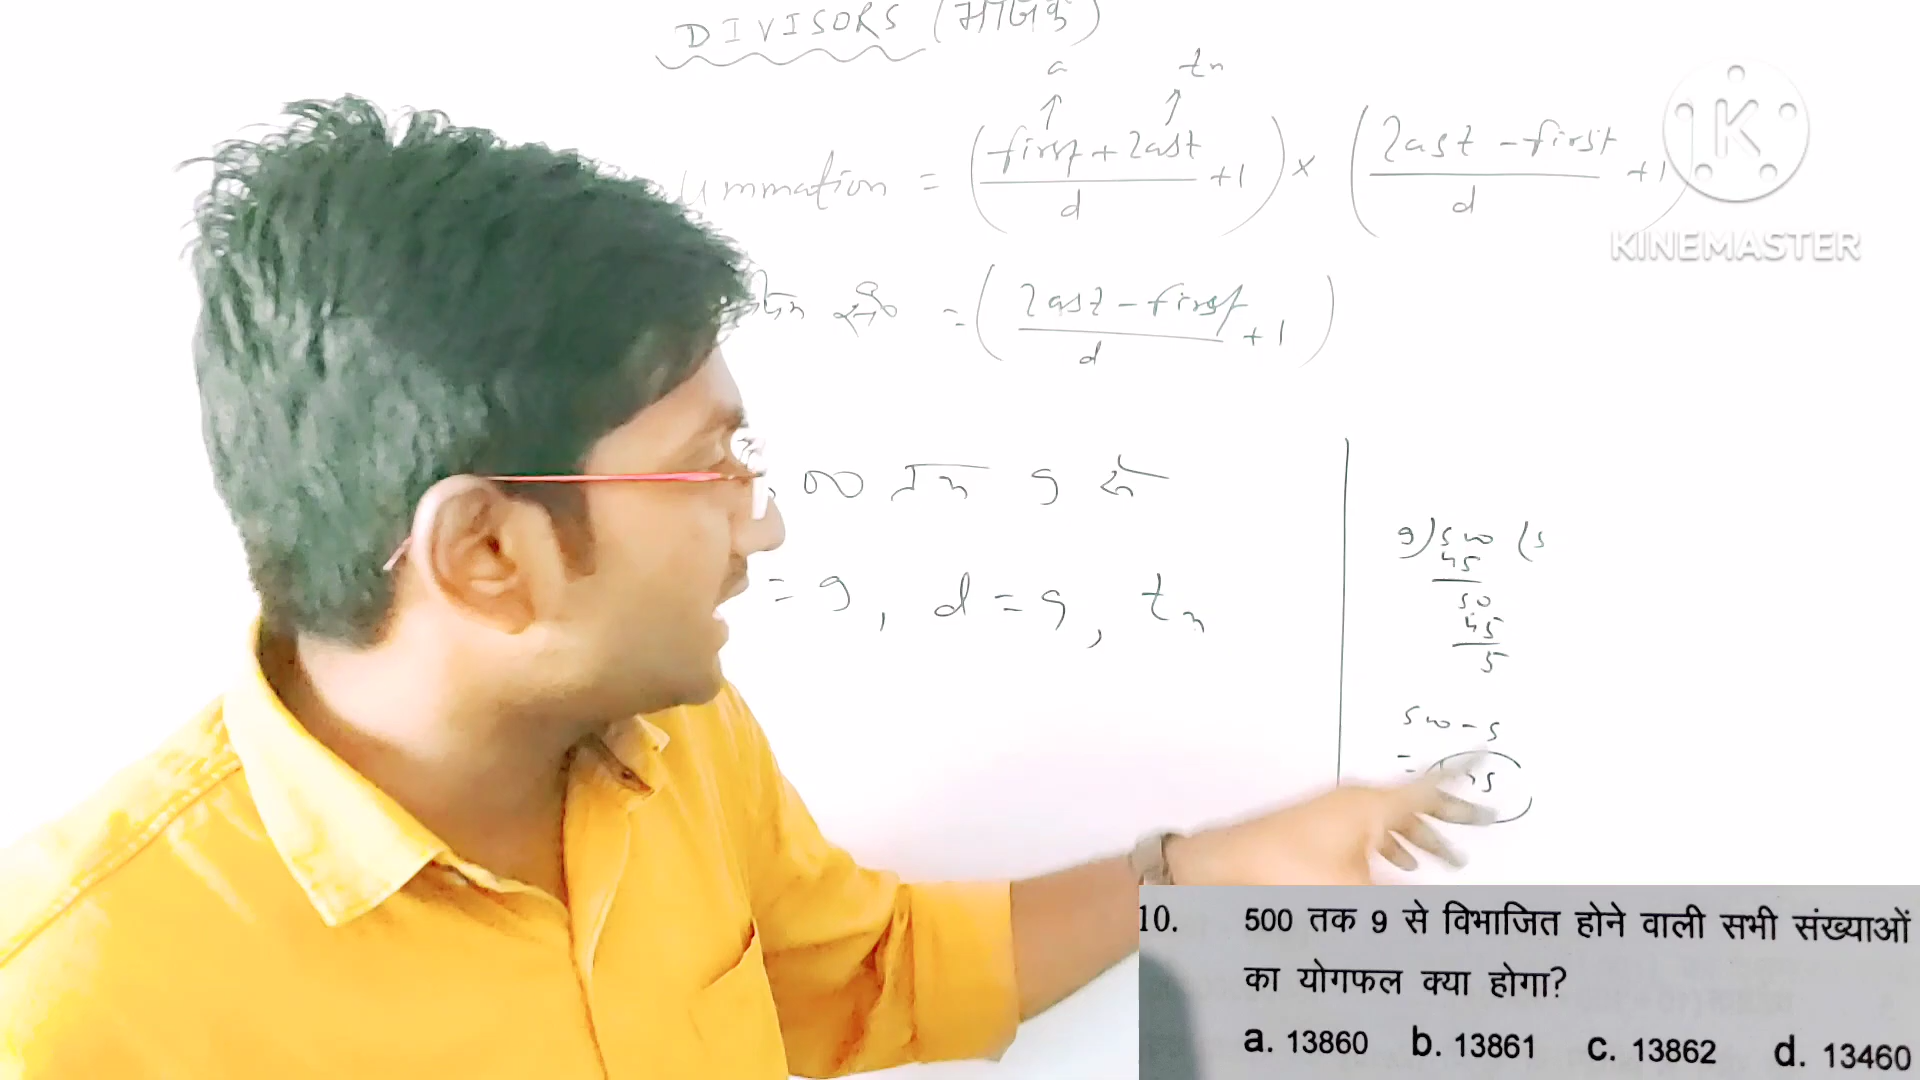 DIVISORS (भाजक)
a tn
ummation = (first + last / d + 1) × (last - first / d + 1)
KINEMASTER
= (last - first / d + 1)
00 तक 9 से
= 9, d = 9, tn
9) 500 (5
45
50
45
5
500 - 5
=
10. 500 तक 9 से विभाजित होने वाली सभी संख्याओं
का योगफल क्या होगा?
a. 13860 b. 13861 c. 13862 d. 13460